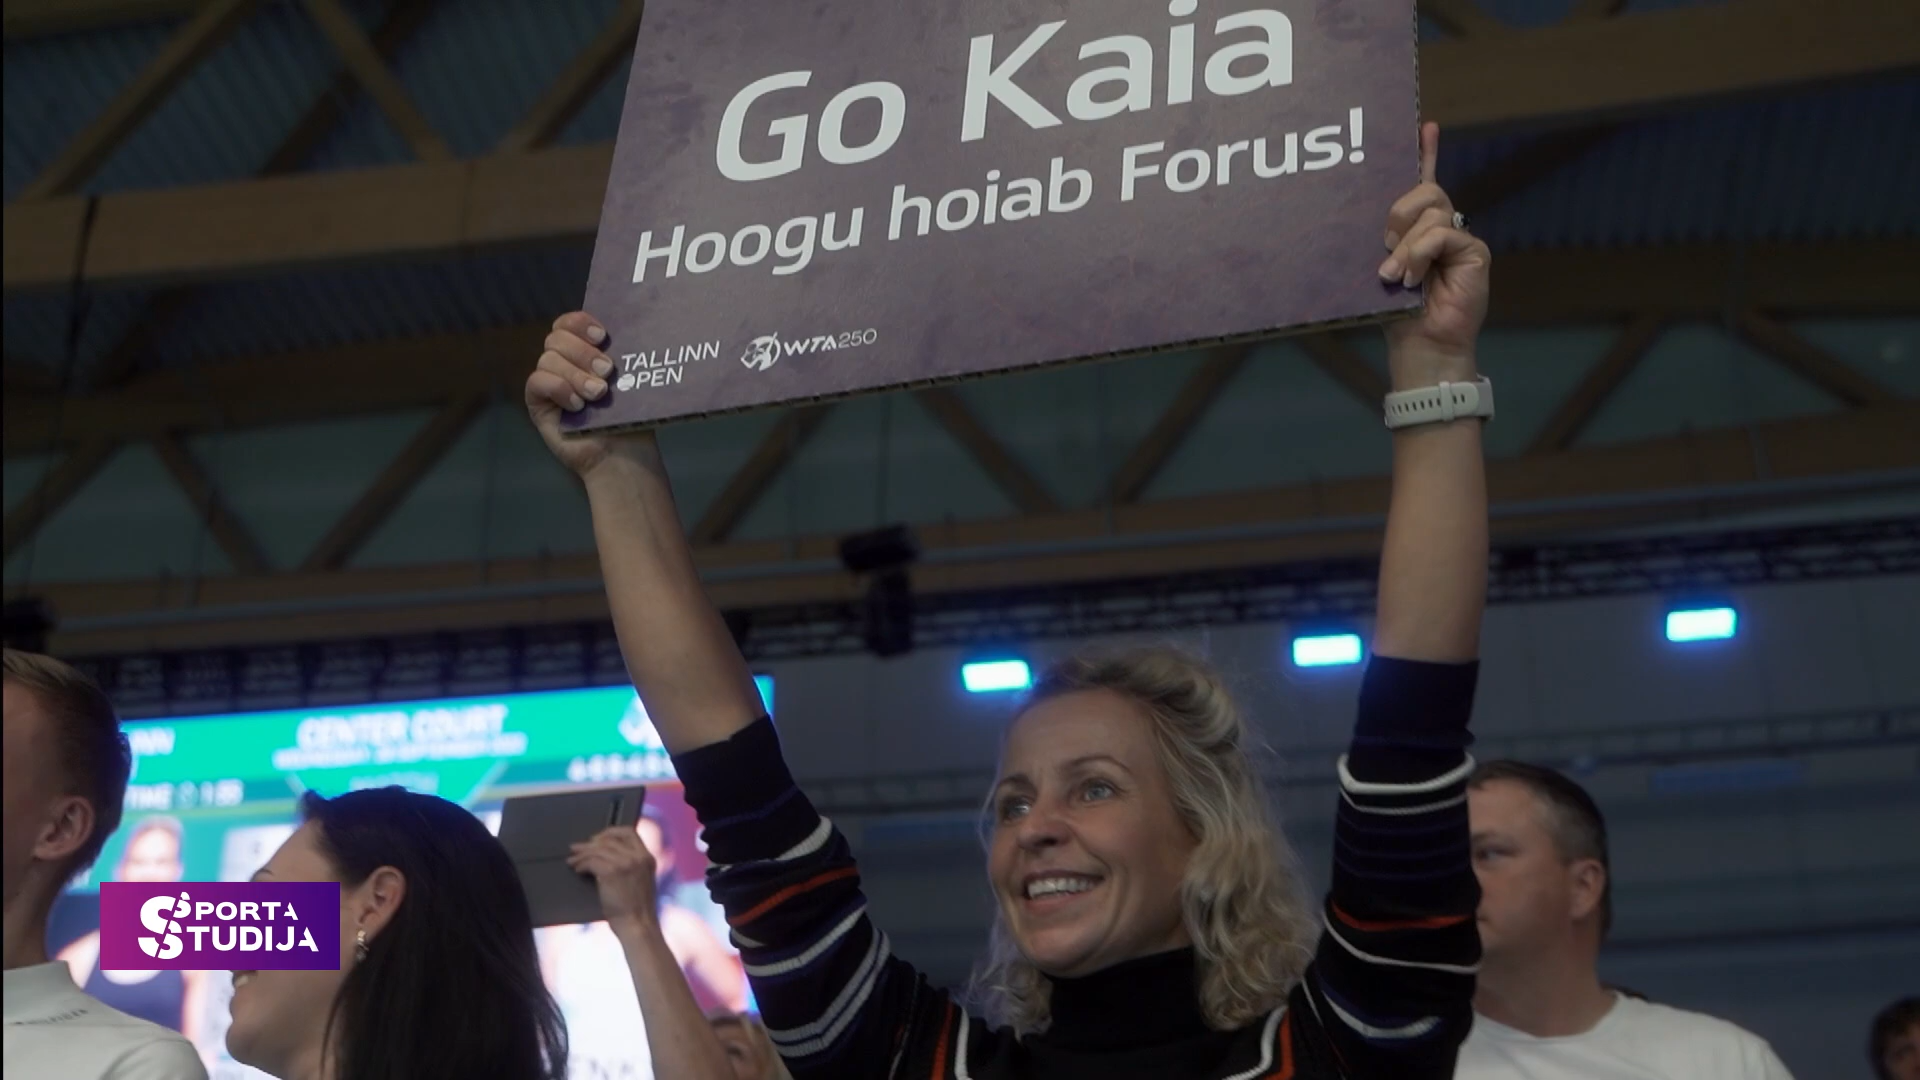 Go Kaia
Hoogu hoiab Forus!
TALLINN
OPEN
WTA250
CENTER COURT
SPORTA
STUDIJA